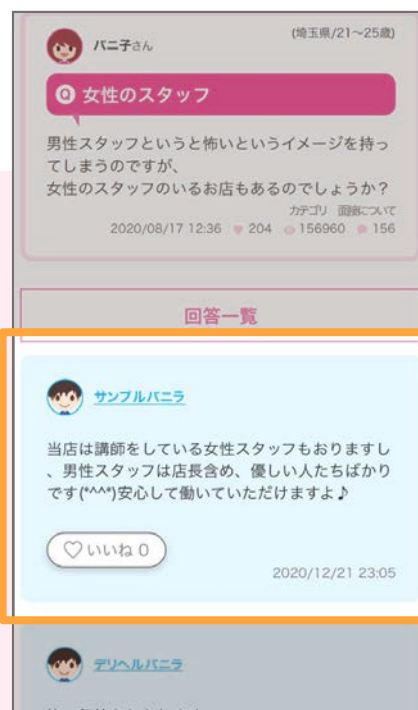 バニ子さん
(埼玉県/21〜25歳)
Q 女性のスタッフ
男性スタッフというと怖いというイメージを持っ
てしまうのですが、
女性のスタッフのいるお店もあるのでしょうか？
カテゴリ 面接について
2020/08/17 12:36 204 156960 156
回答一覧
サンプルバニラ
当店は講師をしている女性スタッフもおりますし
、男性スタッフは店長含め、優しい人たちばかり
です(*^^*)安心して働いていただけますよ♪
♡いいね 0
2020/12/21 23:05
デリヘルバニラ